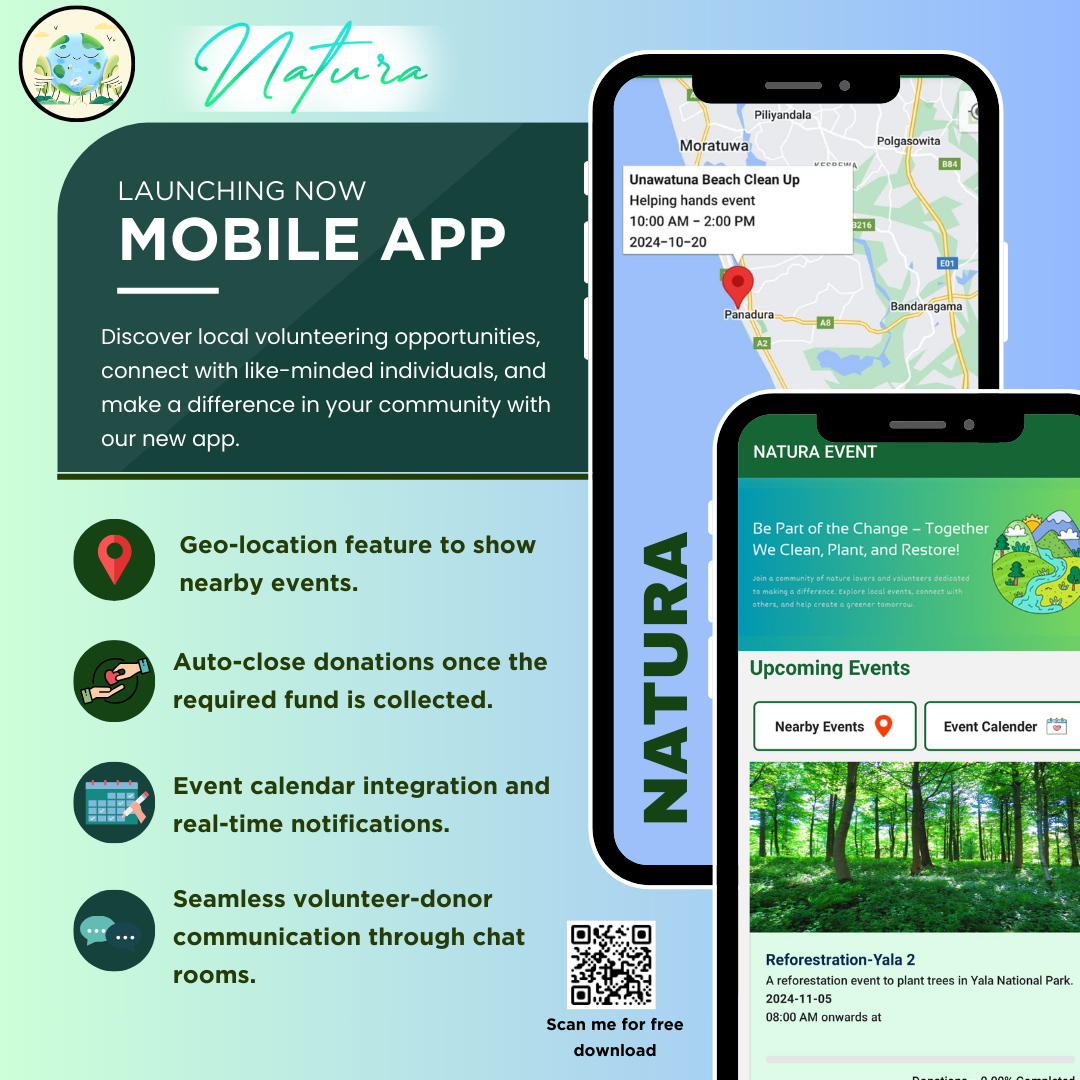 Natura
LAUNCHING NOW
MOBILE APP
Discover local volunteering opportunities,
connect with like-minded individuals, and
make a difference in your community with
our new app.
Geo-location feature to show
nearby events.
Auto-close donations once the
required fund is collected.
Event calendar integration and
real-time notifications.
Seamless volunteer-donor
communication through chat
rooms.
Scan me for free
download
Piliyandala
Moratuwa
Polgasowita
KESBEWA
B84
Unawatuna Beach Clean Up
Helping hands event
10:00 AM - 2:00 PM
2024-10-20
B216
E01
Panadura
Bandaragama
A8
A2
NATURA
NATURA EVENT
Be Part of the Change – Together
We Clean, Plant, and Restore!
Join a community of nature lovers and volunteers dedicated
to making a difference. Explore local events, connect with
others, and help create a greener tomorrow.
Upcoming Events
Nearby Events
Event Calender
Reforestration-Yala 2
A reforestation event to plant trees in Yala National Park.
2024-11-05
08:00 AM onwards at
Donations 0.00% Completed